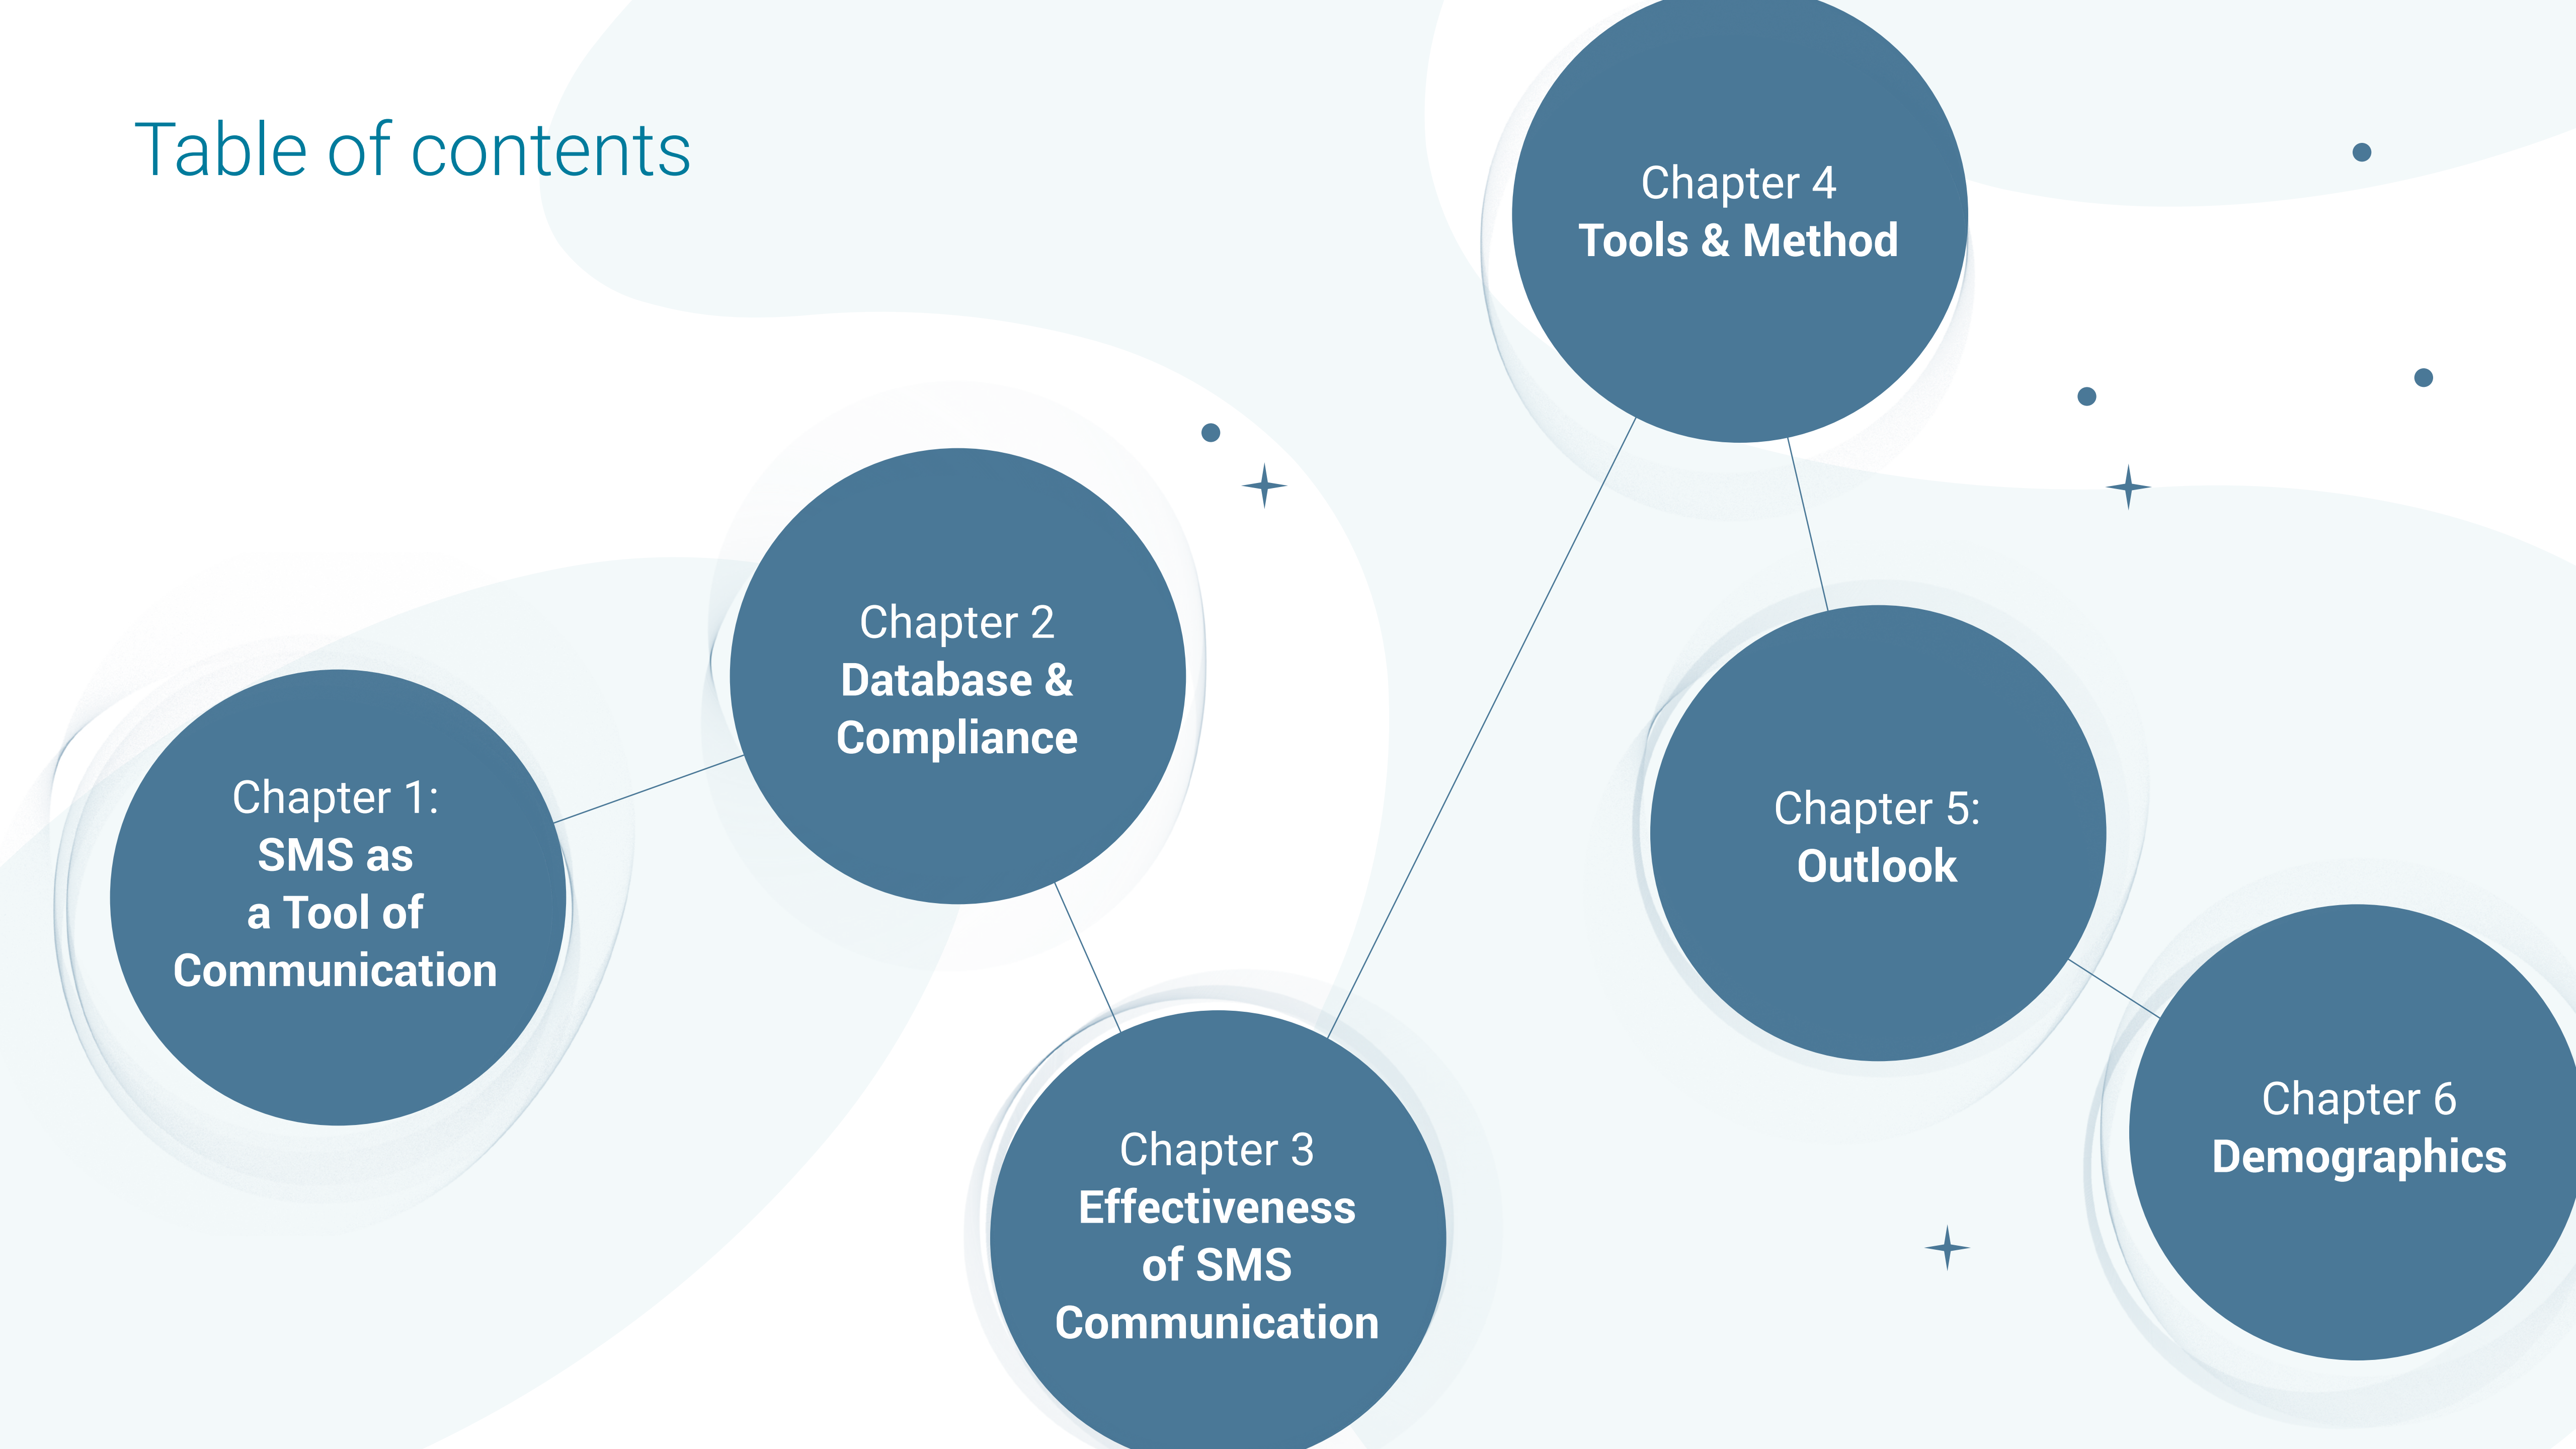 Table of contents
Chapter 1:
SMS as
a Tool of
Communication
Chapter 2
Database &
Compliance
Chapter 3
Effectiveness
of SMS
Communication
Chapter 4
Tools & Method
Chapter 5:
Outlook
Chapter 6
Demographics